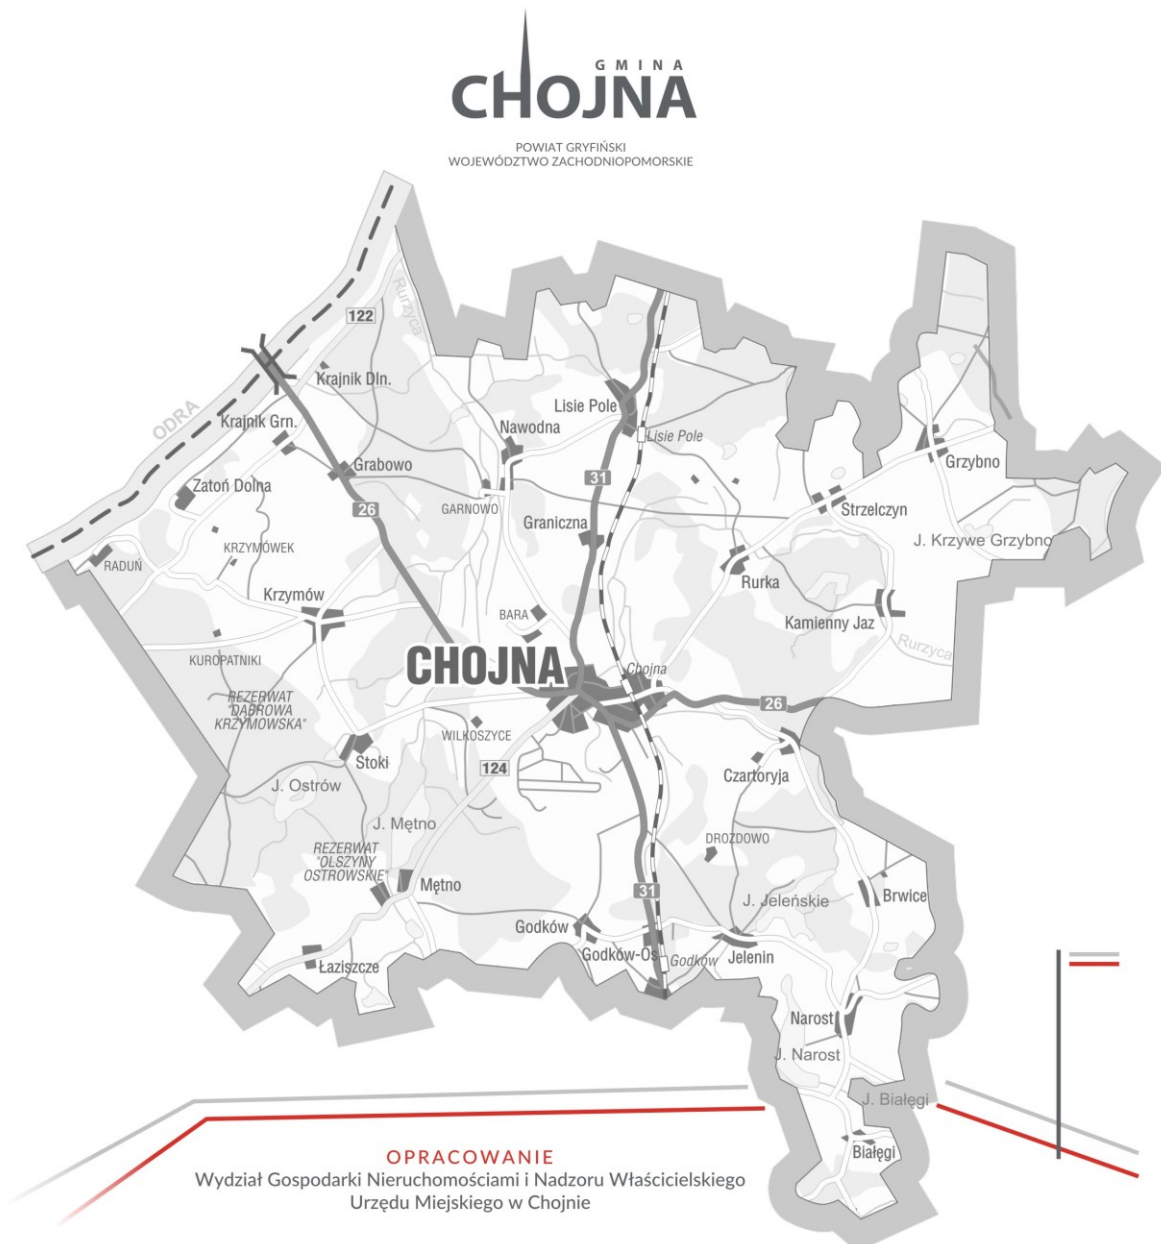 GMINA
CHOJNA
POWIAT GRYFIŃSKI
WOJEWÓDZTWO ZACHODNIOPOMORSKIE
Rurzyca
122
Krajnik Dln.
ODRA
Krajnik Grn.
Lisie Pole
Nawodna
Lisie Pole
Grabowo
Grzybno
31
Zatoń Dolna
GARNOWO
Strzelczyn
26
Graniczna
J. Krzywe Grzybno
KRZYMÓWEK
RADUŃ
Rurka
Krzymów
BARA
Kamienny Jaz
Rurzyca
KUROPATNIKI
CHOJNA
Chojna
REZERWAT
"DĄBROWA
KRZYMOWSKA"
26
WILKOSZYCE
Stoki
124
Czartoryja
J. Ostrów
J. Mętno
DROZDOWO
REZERWAT
"OLSZYNY
OSTROWSKIE"
Mętno
31
Brwice
J. Jeleńskie
Godków
Godków-Os
Godków
Jelenin
Łaziszcze
Narost
J. Narost
J. Białęgi
Białęgi
OPRACOWANIE
Wydział Gospodarki Nieruchomościami i Nadzoru Właścicielskiego
Urzędu Miejskiego w Chojnie